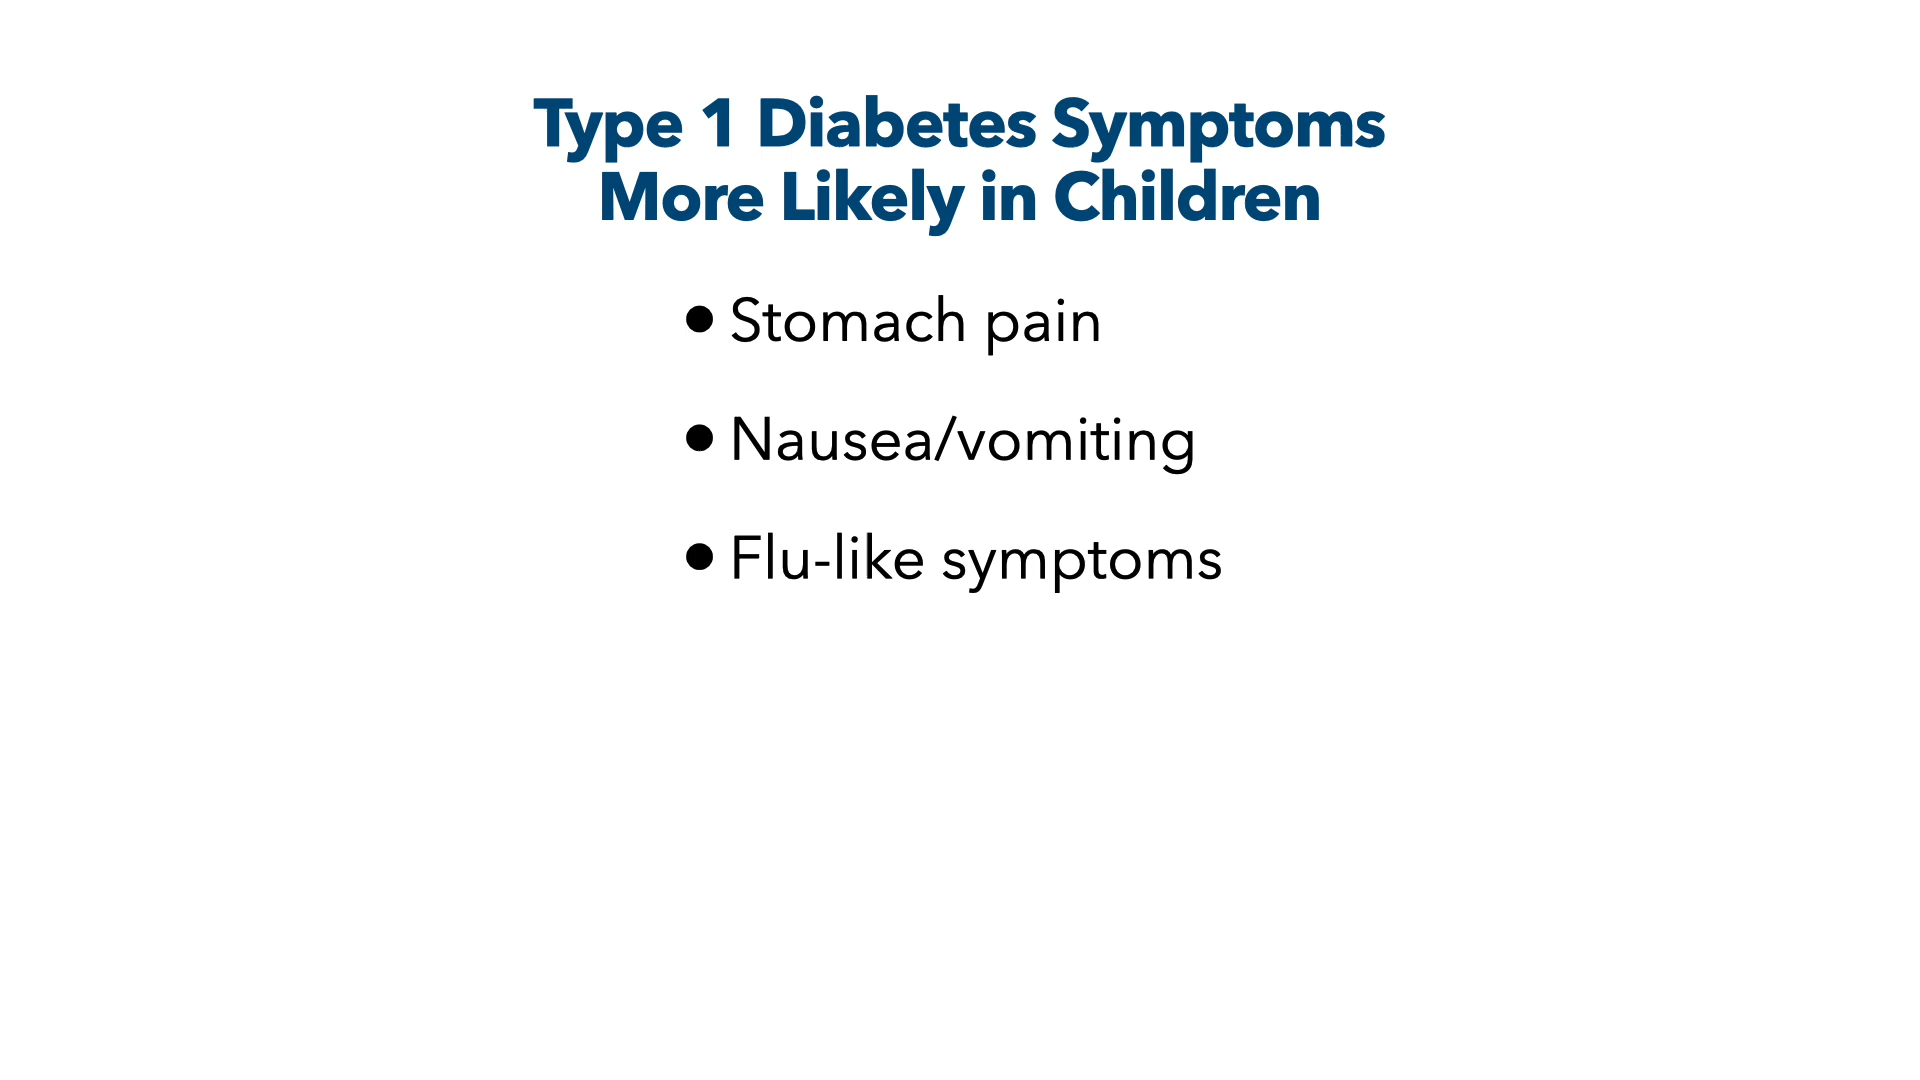 Type 1 Diabetes Symptoms
More Likely in Children
• Stomach pain
• Nausea/vomiting
• Flu-like symptoms